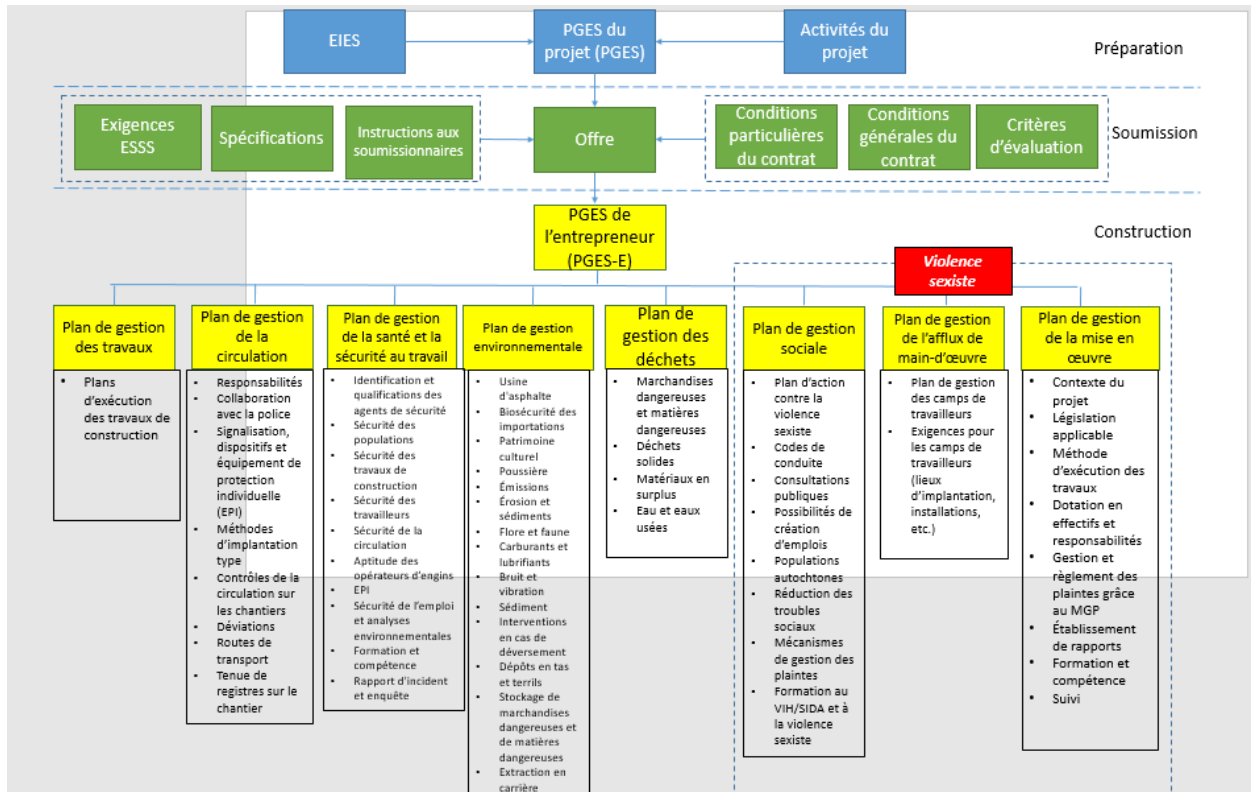 EIES
PGES du
projet (PGES)
Activités du
projet
Préparation
Exigences
ESSS
Spécifications
Instructions aux
soumissionnaires
Offre
Conditions
particulières
du contrat
Conditions
générales du
contrat
Critères
d’évaluation
Soumission
PGES de
l’entrepreneur
(PGES-E)
Construction
Violence
sexiste
Plan de gestion
des travaux
▪ Plans
d’exécution
des travaux de
construction
Plan de gestion
de la
circulation
▪ Responsabilités
▪ Collaboration
avec la police
▪ Signalisation,
dispositifs et
équipement de
protection
individuelle
(EPI)
▪ Méthodes
d’implantation
type
▪ Contrôles de la
circulation sur
les chantiers
▪ Déviations
▪ Routes de
transport
▪ Tenue de
registres sur le
chantier
Plan de gestion
de la santé et la
sécurité au travail
▪ Identification et
qualifications des
agents de sécurité
▪ Sécurité des
populations
▪ Sécurité des
travaux de
construction
▪ Sécurité des
travailleurs
▪ Sécurité de la
circulation
▪ Aptitude des
opérateurs d’engins
▪ EPI
▪ Sécurité de l’emploi
et analyses
environnementales
▪ Formation et
compétence
▪ Rapport d’incident
et enquête
Plan de gestion
environnementale
▪ Usine
d’asphalte
▪ Biosécurité des
importations
▪ Patrimoine
culturel
▪ Poussière
▪ Émissions
▪ Érosion et
sédiments
▪ Flore et faune
▪ Carburants et
lubrifiants
▪ Bruit et
vibration
▪ Sédiment
▪ Interventions
en cas de
déversement
▪ Dépôts en tas
et terrils
▪ Stockage de
marchandises
dangereuses et
de matières
dangereuses
▪ Extraction en
carrière
Plan de
gestion des
déchets
▪ Marchandises
dangereuses
et matières
dangereuses
▪ Déchets
solides
▪ Matériaux en
surplus
▪ Eau et eaux
usées
Plan de gestion
sociale
▪ Plan d’action
contre la
violence
sexiste
▪ Codes de
conduite
▪ Consultations
publiques
▪ Possibilités de
création
d’emplois
▪ Populations
autochtones
▪ Réduction des
troubles
sociaux
▪ Mécanismes
de gestion des
plaintes
▪ Formation au
VIH/SIDA et à
la violence
sexiste
Plan de gestion
de l’afflux de
main-d’œuvre
▪ Plan de gestion
des camps de
travailleurs
▪ Exigences pour
les camps de
travailleurs
(lieux
d’implantation,
installations,
etc.)
Plan de gestion
de la mise en
œuvre
▪ Contexte du
projet
▪ Législation
applicable
▪ Méthode
d’exécution des
travaux
▪ Dotation en
effectifs et
responsabilités
▪ Gestion et
règlement des
plaintes grâce
au MGP
▪ Établissement
de rapports
▪ Formation et
compétence
▪ Suivi